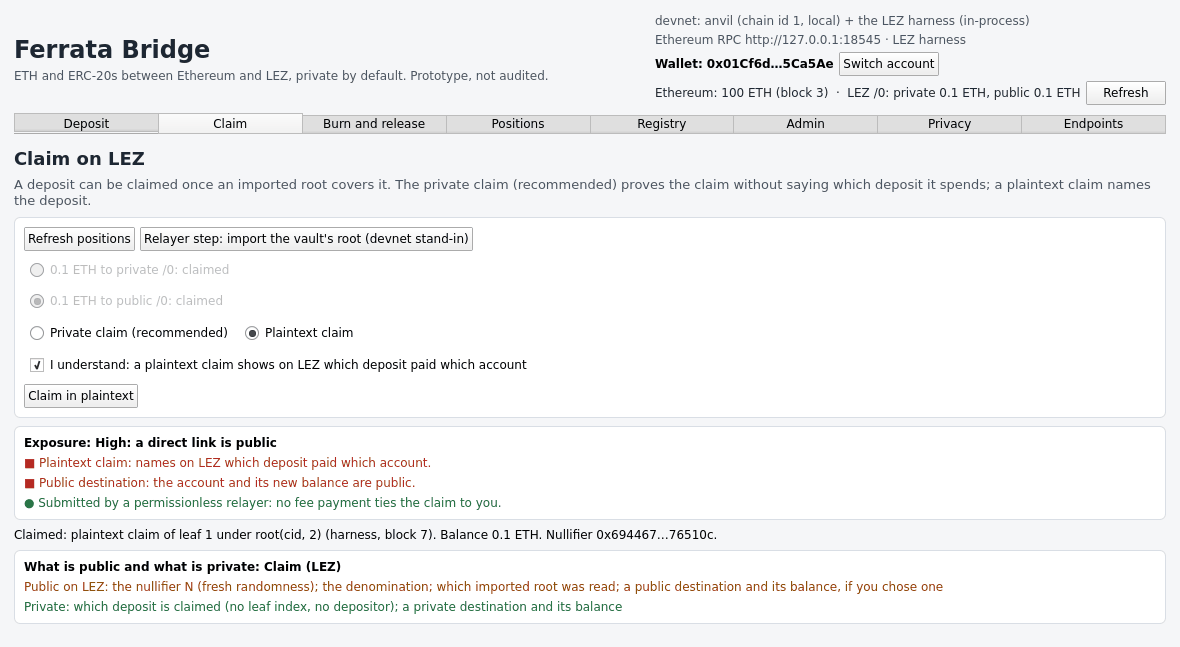 Ferrata Bridge
ETH and ERC-20s between Ethereum and LEZ, private by default. Prototype, not audited.
devnet: anvil (chain id 1, local) + the LEZ harness (in-process)
Ethereum RPC http://127.0.0.1:18545 · LEZ harness
Wallet: 0x01Cf6d…5Ca5Ae Switch account
Ethereum: 100 ETH (block 3) · LEZ /0: private 0.1 ETH, public 0.1 ETH Refresh
Deposit Claim Burn and release Positions Registry Admin Privacy Endpoints
Claim on LEZ
A deposit can be claimed once an imported root covers it. The private claim (recommended) proves the claim without saying which deposit it spends; a plaintext claim names
the deposit.
Refresh positions Relayer step: import the vault's root (devnet stand-in)
0.1 ETH to private /0: claimed
0.1 ETH to public /0: claimed
Private claim (recommended) Plaintext claim
I understand: a plaintext claim shows on LEZ which deposit paid which account
Claim in plaintext
Exposure: High: a direct link is public
Plaintext claim: names on LEZ which deposit paid which account.
Public destination: the account and its new balance are public.
Submitted by a permissionless relayer: no fee payment ties the claim to you.
Claimed: plaintext claim of leaf 1 under root(cid, 2) (harness, block 7). Balance 0.1 ETH. Nullifier 0x694467…76510c.
What is public and what is private: Claim (LEZ)
Public on LEZ: the nullifier N (fresh randomness); the denomination; which imported root was read; a public destination and its balance, if you chose one
Private: which deposit is claimed (no leaf index, no depositor); a private destination and its balance